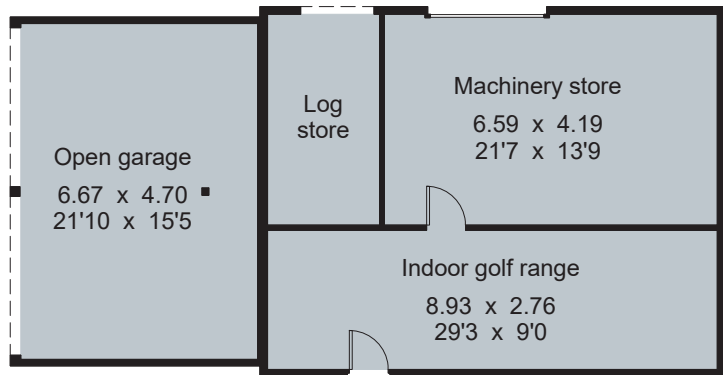 Open garage
6.67 x 4.70
21'10 x 15'5
Log
store
Machinery store
6.59 x 4.19
21'7 x 13'9
Indoor golf range
8.93 x 2.76
29'3 x 9'0